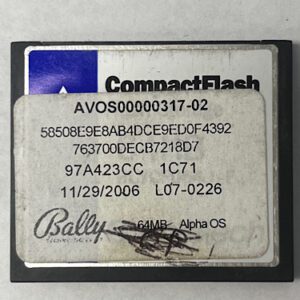 CompactFlash
AVOS00000317-02
58508E9E8AB4DCE9ED0F4392
763700DECB7218D7
97A423CC 1C71
11/29/2006 L07-0226
Bally
64MB Alpha OS